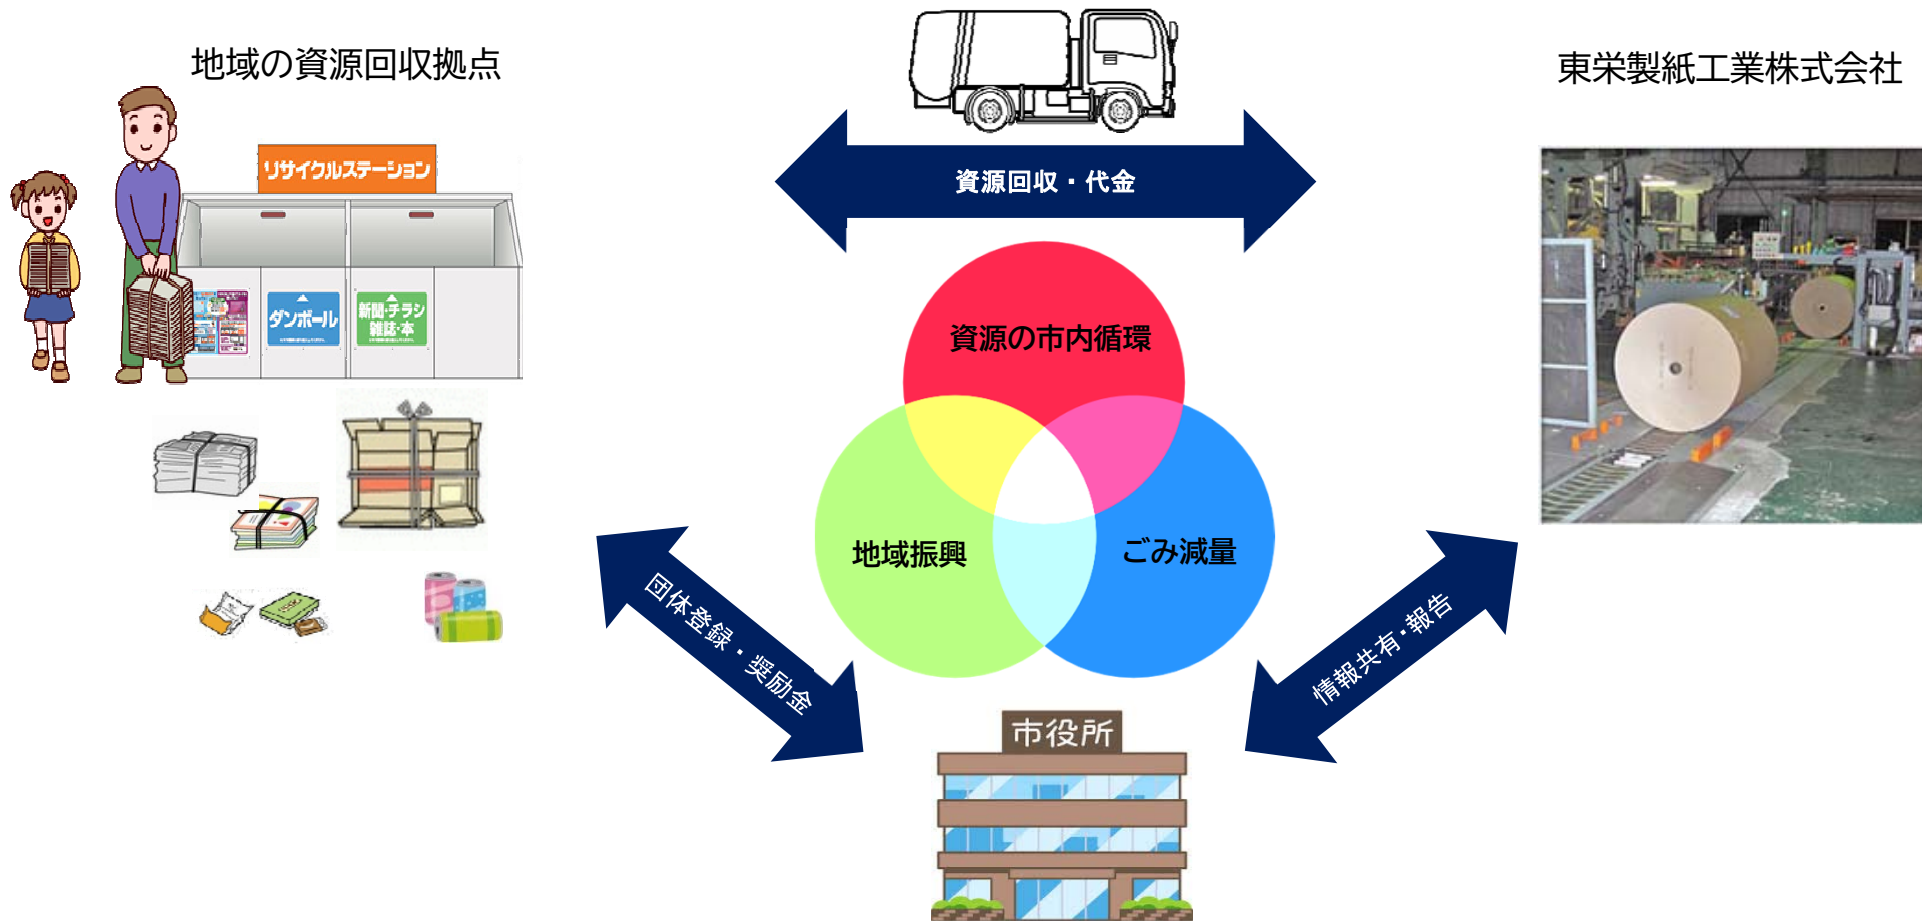 地域の資源回収拠点
東栄製紙工業株式会社
リサイクルステーション
ダンボール
新聞・チラシ
雑誌・本
資源回収・代金
資源の市内循環
地域振興
ごみ減量
団体登録・奨励金
情報共有・報告
市役所